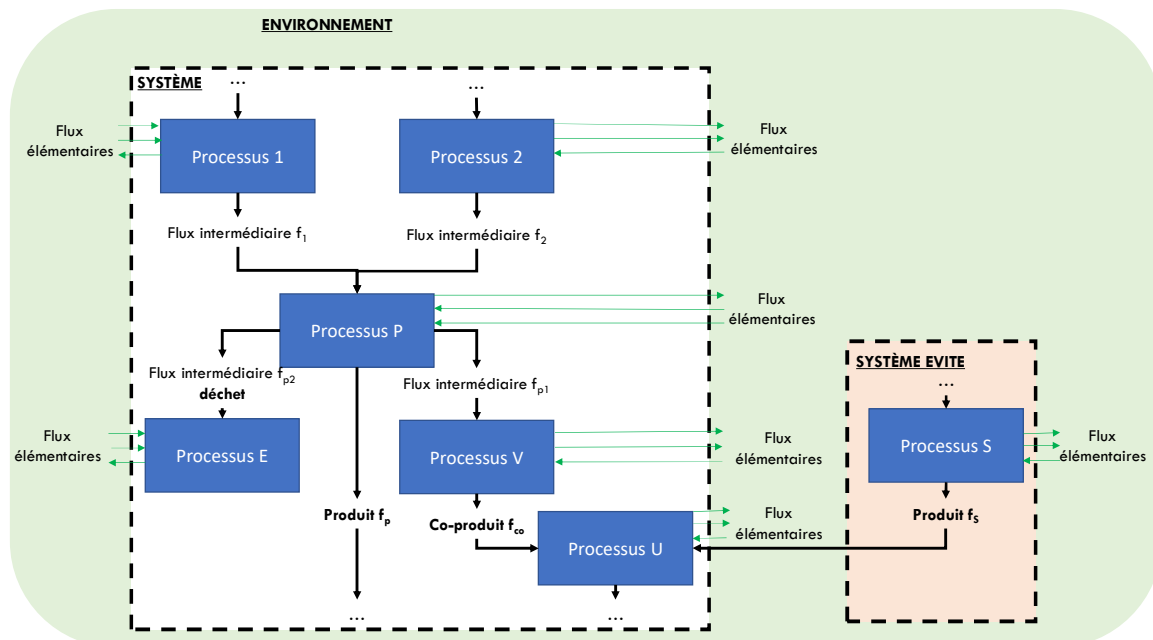 ENVIRONNEMENT
SYSTÈME
...
...
Flux
élémentaires
Processus 1
Processus 2
Flux
élémentaires
Flux intermédiaire f1
Flux intermédiaire f2
Processus P
Flux
élémentaires
Flux intermédiaire fp2
déchet
Flux intermédiaire fp1
SYSTÈME EVITE
...
Flux
élémentaires
Processus E
Processus V
Flux
élémentaires
Processus S
Flux
élémentaires
Produit fp
Co-produit fco
Flux
élémentaires
Produit fS
Processus U
...
...